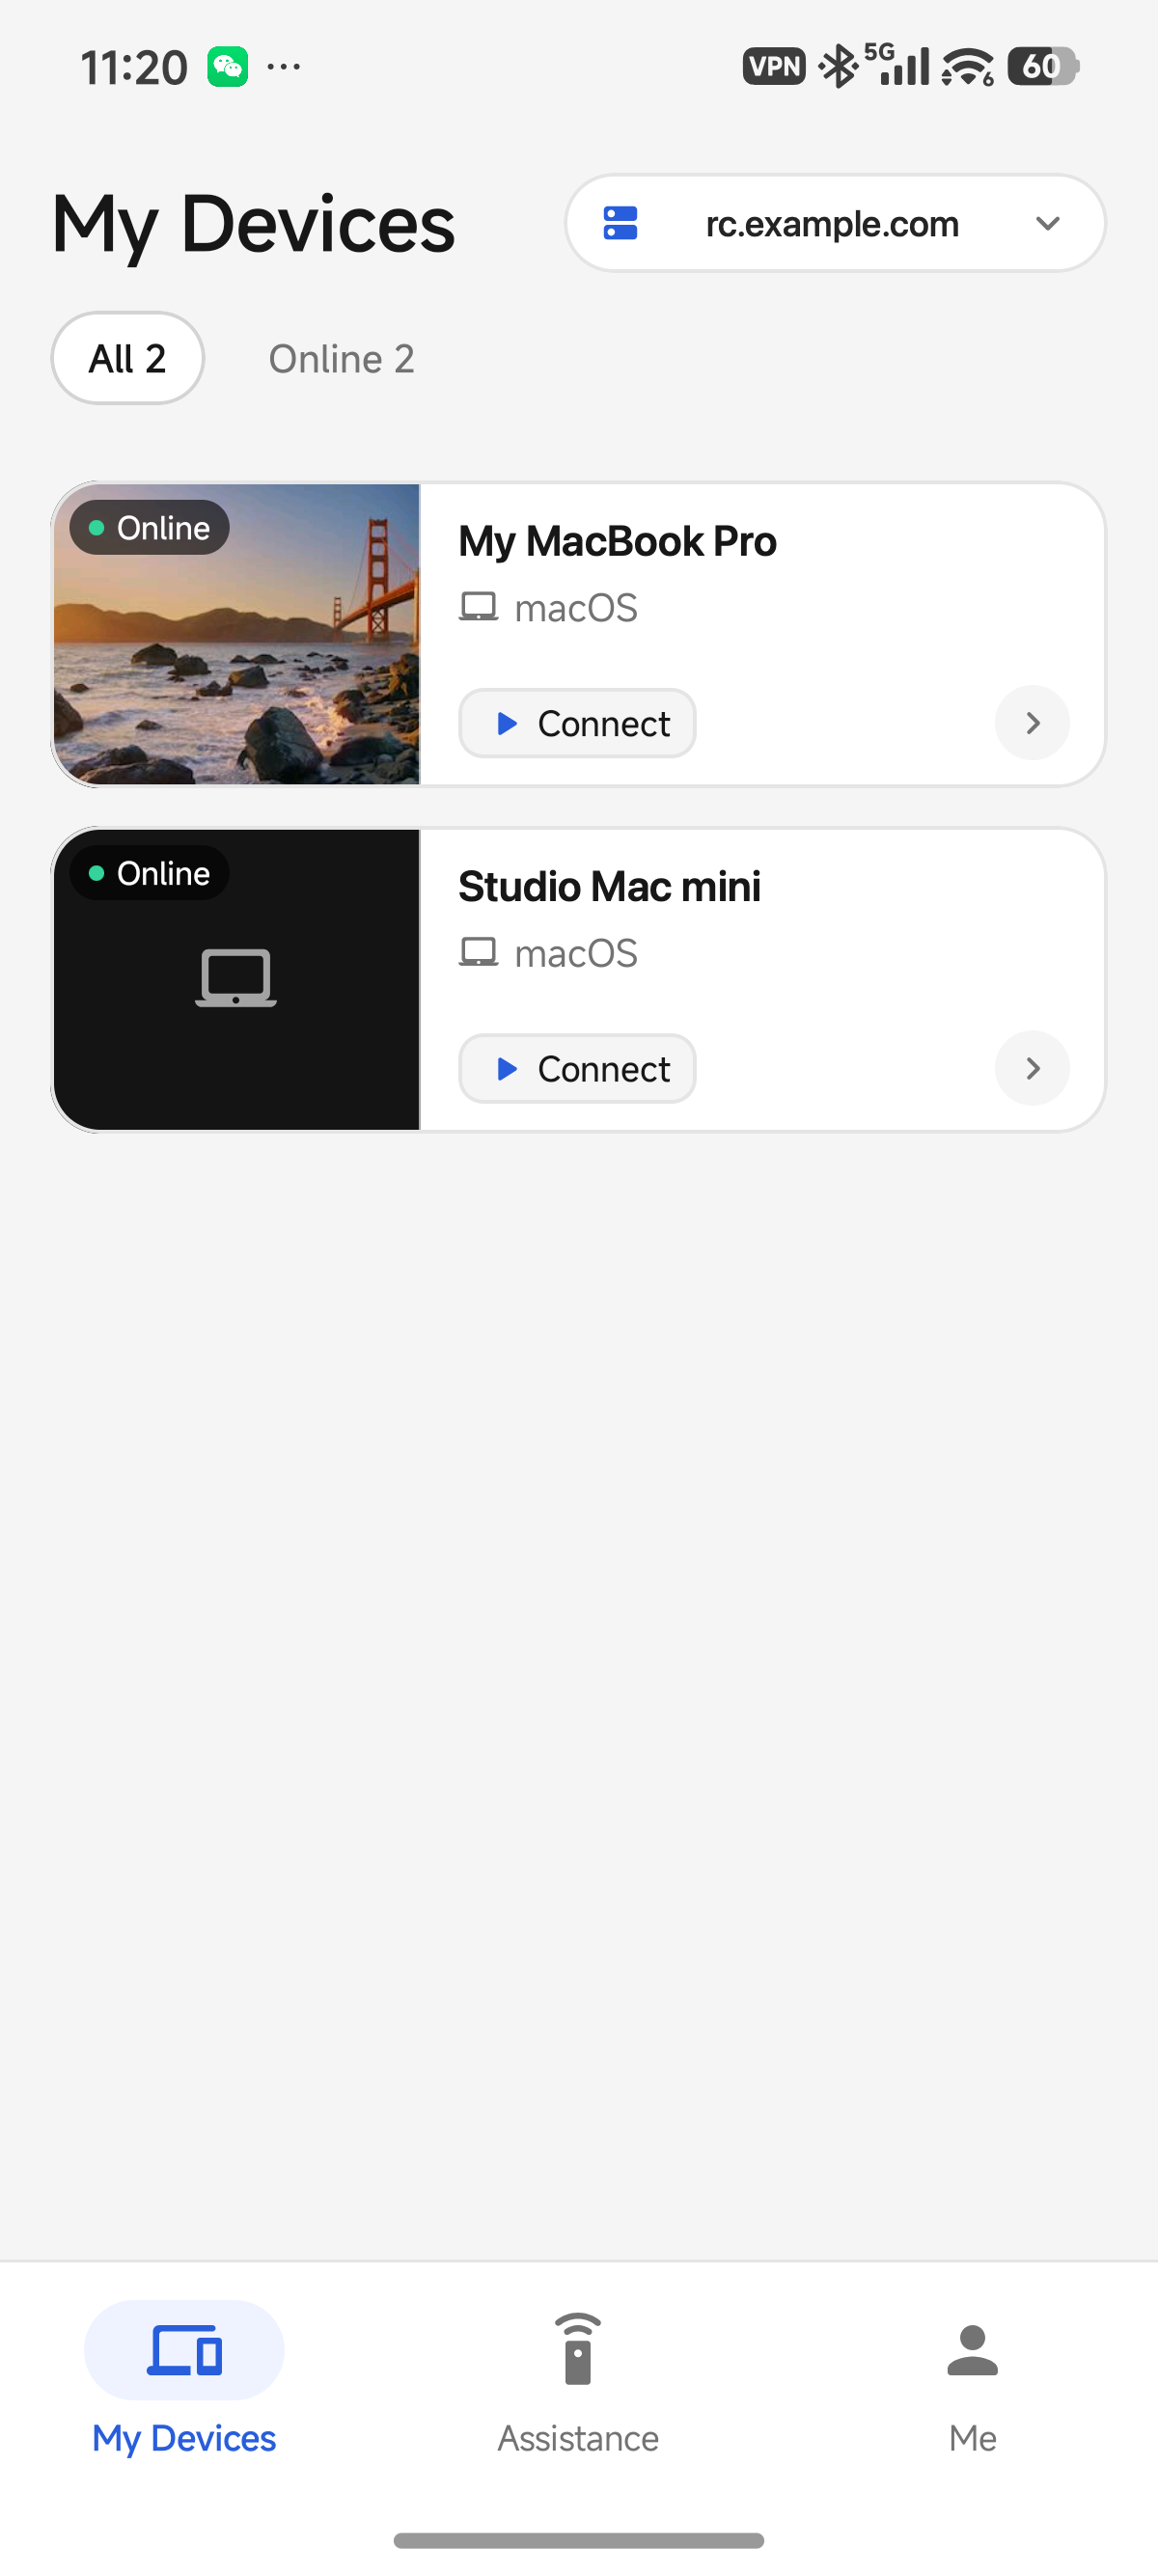 11:20 ...
VPN 5G 6 60
My Devices
rc.example.com
All 2
Online 2
Online
My MacBook Pro
macOS
Connect
Online
Studio Mac mini
macOS
Connect
My Devices
Assistance
Me